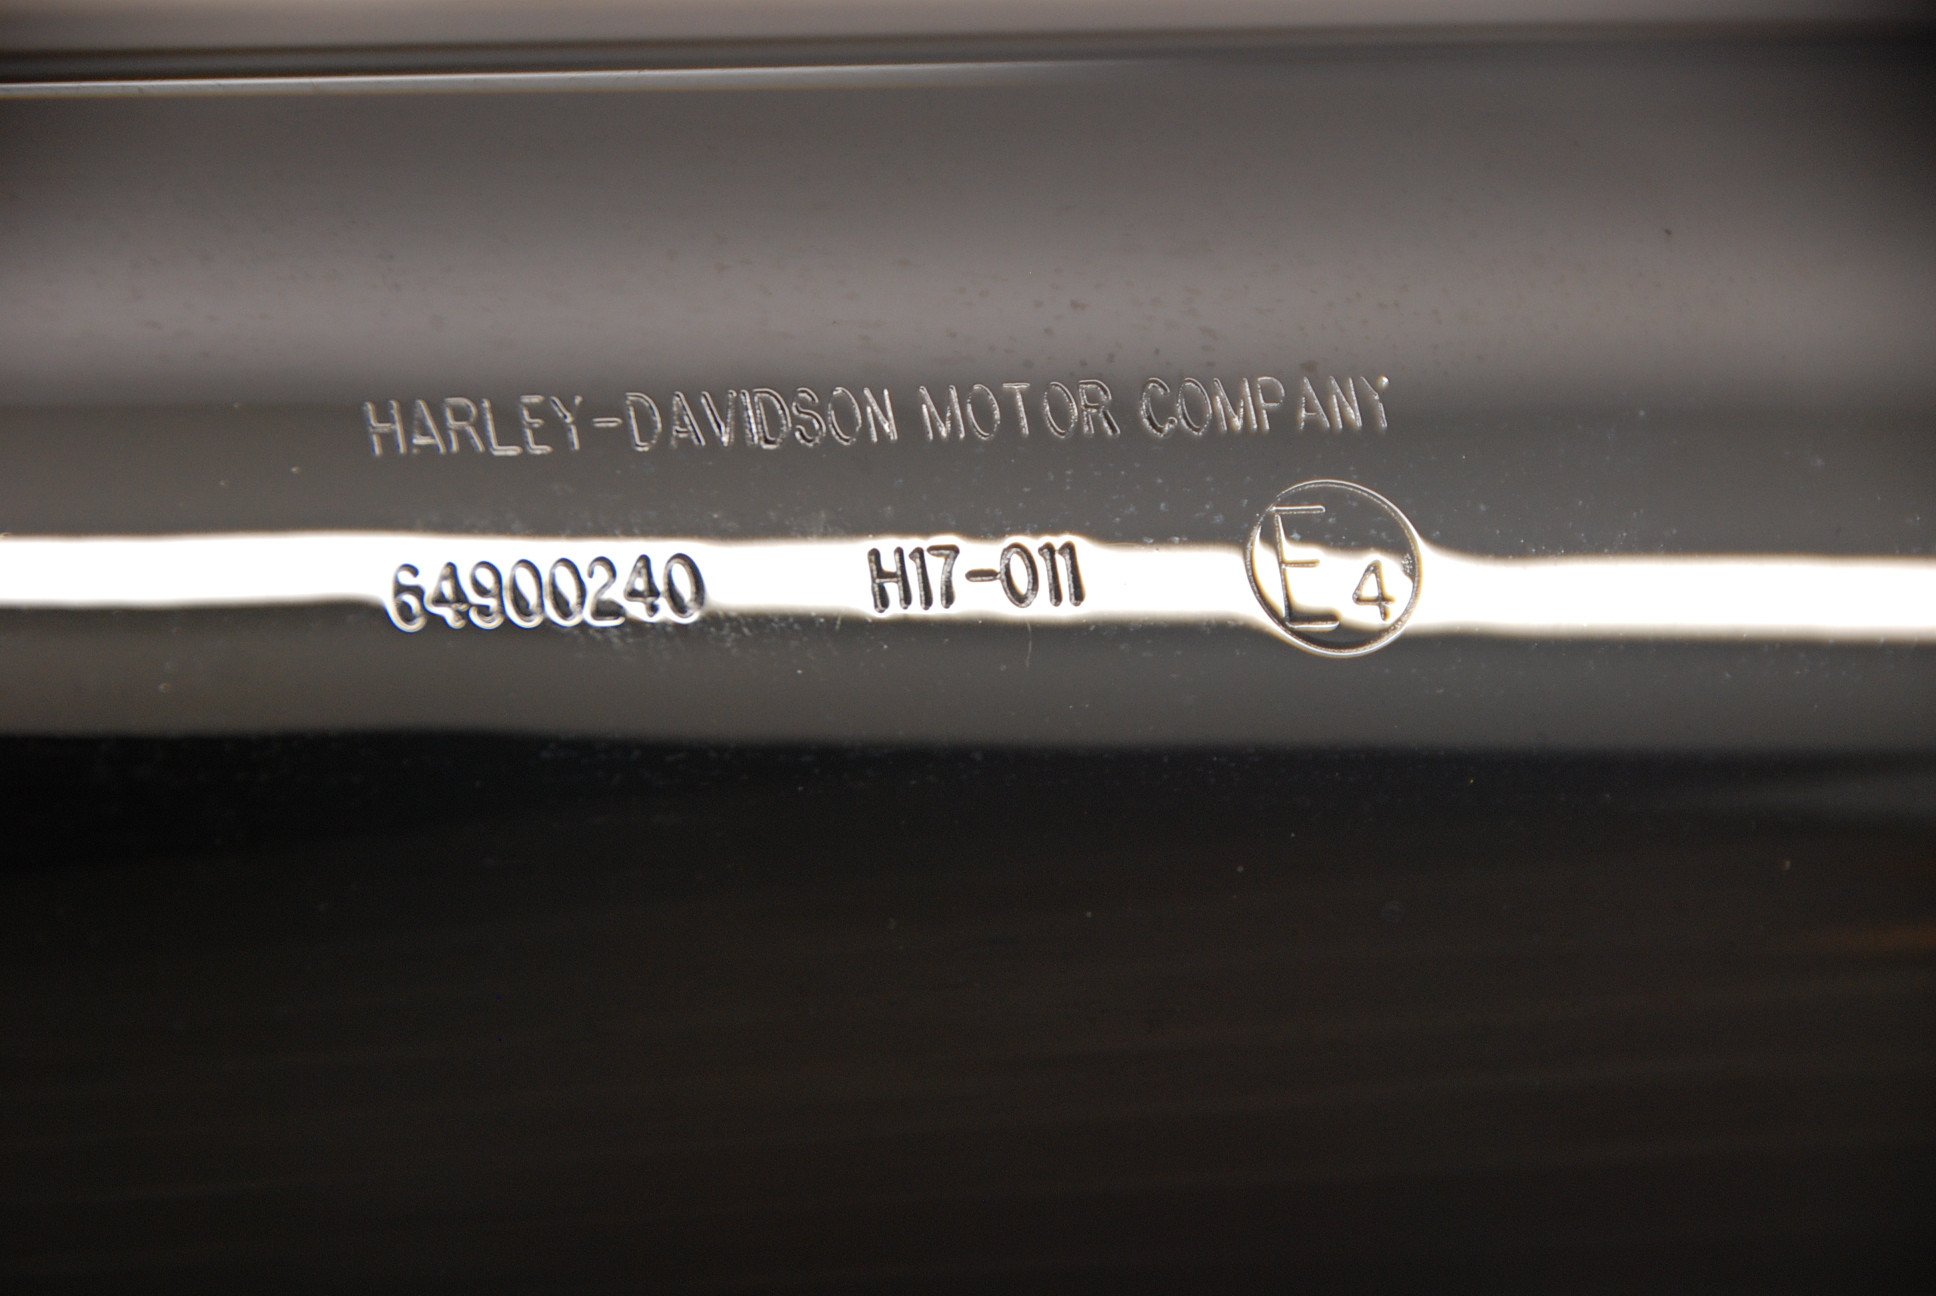 HARLEY-DAVIDSON MOTOR COMPANY
64900240 H17-011 E4